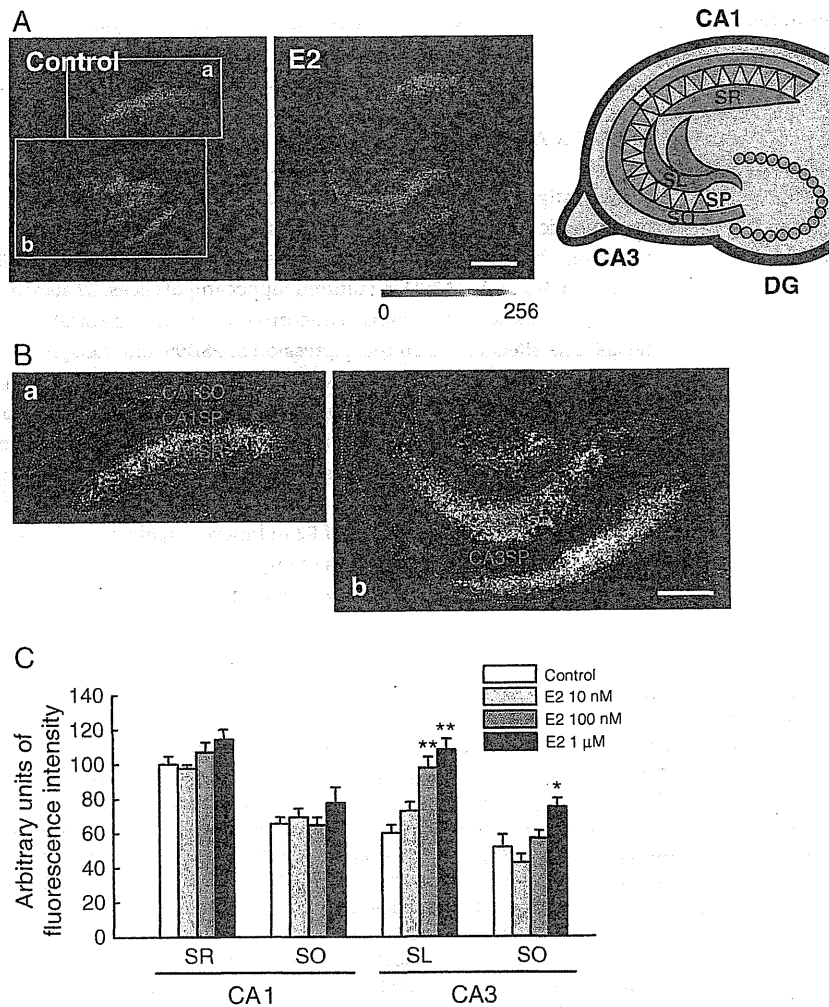 A
Control
a
b
E2
0 256
CA1
SR
SL
SP
SO
CA3
DG
B
a
CA1SO
CA1SP
b
CA3SP
C
Arbitrary units of
fluorescence intensity
140
120
100
80
60
40
20
0
Control
E2 10 nM
E2 100 nM
E2 1 μM
** ** *
SR SO SL SO
CA1 CA3